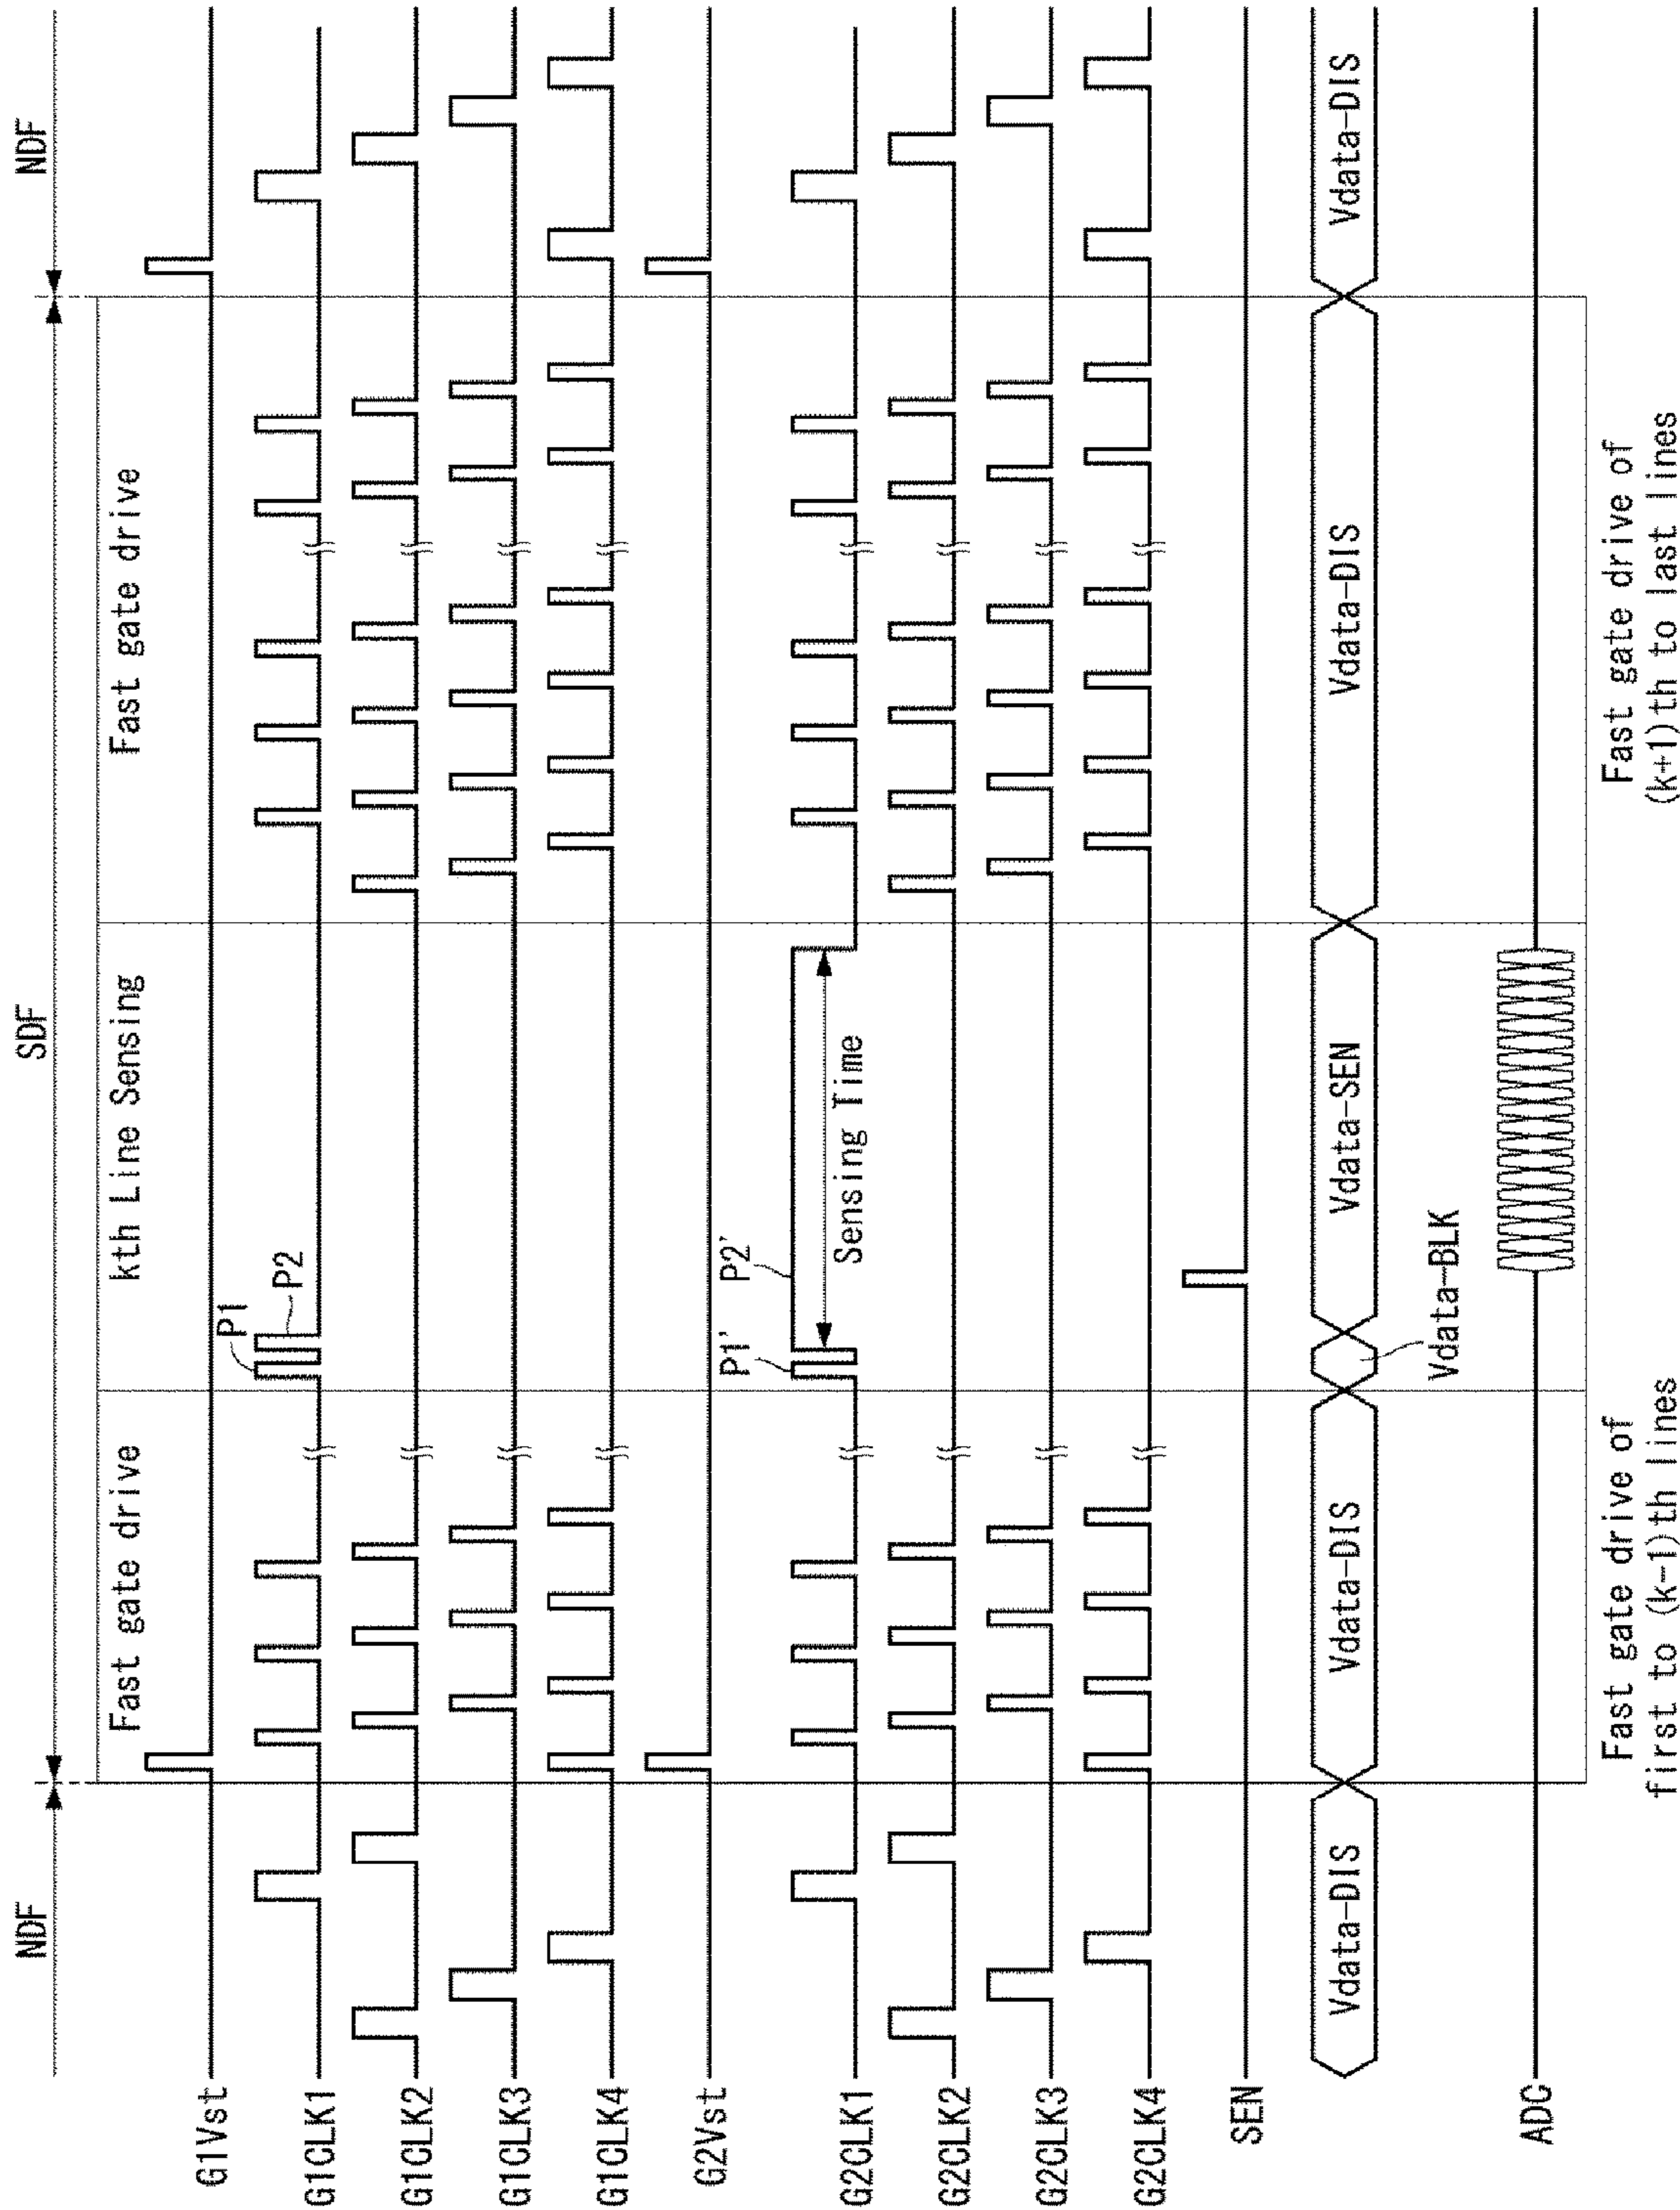 NDF
SDF
NDF
Fast gate drive
kth Line Sensing
Fast gate drive
G1Vst
P1
P2
G1CLK1
G1CLK2
G1CLK3
G1CLK4
G2Vst
P1'
P2'
Sensing Time
G2CLK1
G2CLK2
G2CLK3
G2CLK4
SEN
Vdata-DIS
Vdata-DIS
Vdata-SEN
Vdata-DIS
Vdata-DIS
Vdata-BLK
ADC
Fast gate drive of
first to (k-1)th lines
Fast gate drive of
(k+1)th to last lines